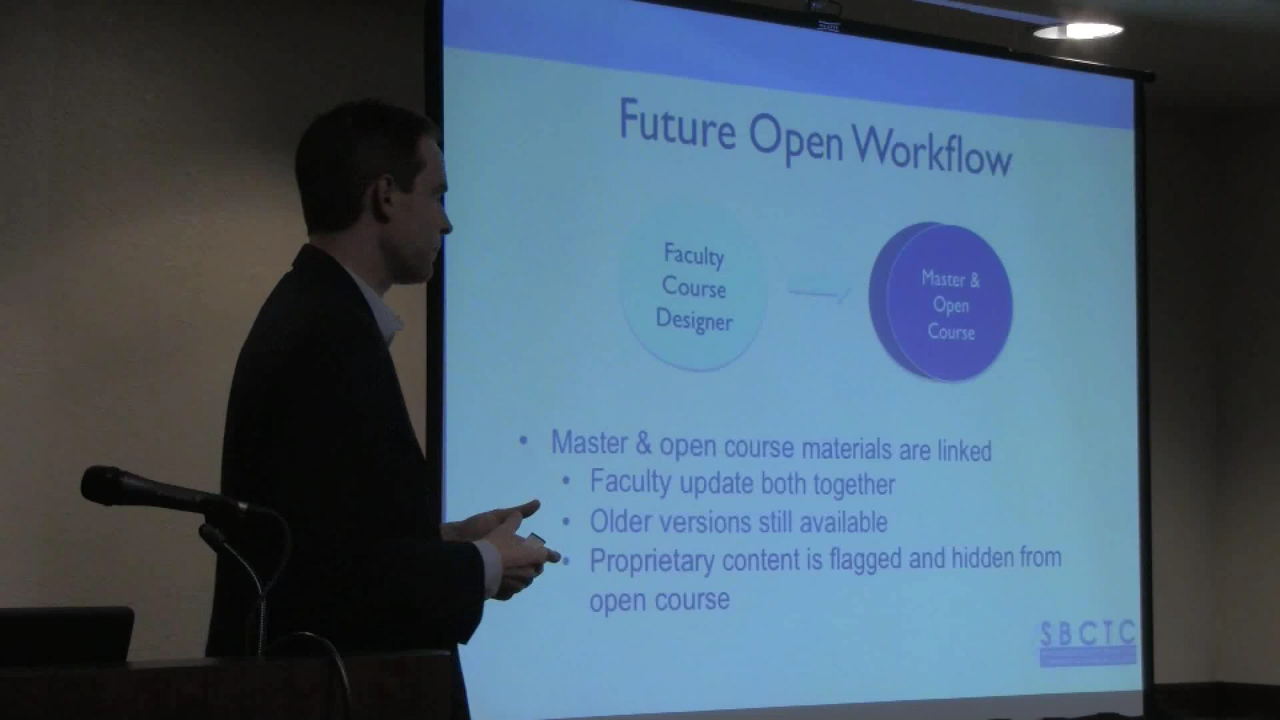 Future Open Workflow
Faculty
Course
Designer
Master &
Open
Course
• Master & open course materials are linked
• Faculty update both together
• Older versions still available
• Proprietary content is flagged and hidden from
open course
SBCTC